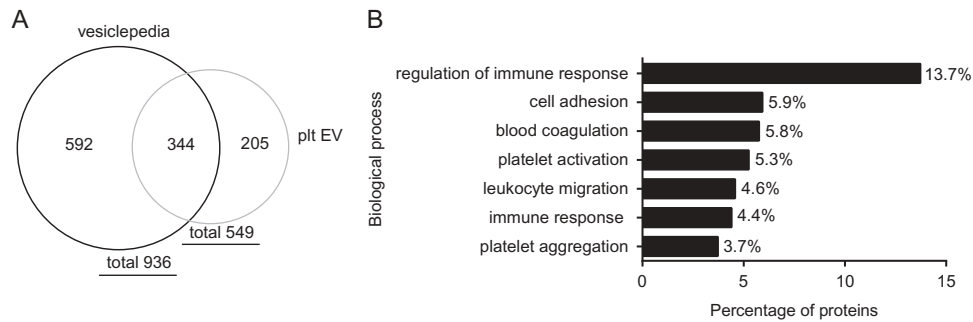 A
vesiclepedia
592
344
205
plt EV
total 549
total 936
B
Biological process
regulation of immune response
13.7%
cell adhesion
5.9%
blood coagulation
5.8%
platelet activation
5.3%
leukocyte migration
4.6%
immune response
4.4%
platelet aggregation
3.7%
0
5
10
15
Percentage of proteins